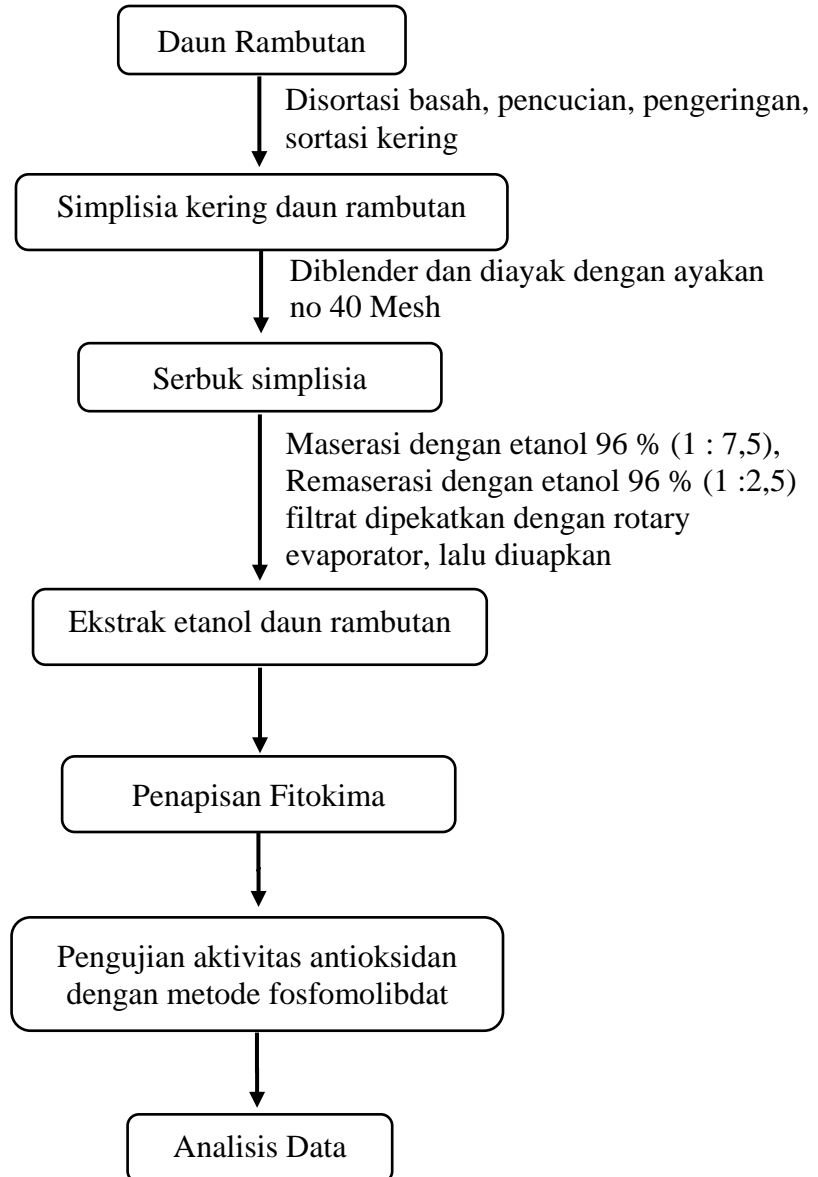 Daun Rambutan
Disortasi basah, pencucian, pengeringan,
sortasi kering
Simplisia kering daun rambutan
Diblender dan diayak dengan ayakan
no 40 Mesh
Serbuk simplisia
Maserasi dengan etanol 96 % (1 : 7,5),
Remaserasi dengan etanol 96 % (1 :2,5)
filtrat dipekatkan dengan rotary
evaporator, lalu diuapkan
Ekstrak etanol daun rambutan
Penapisan Fitokima
Pengujian aktivitas antioksidan
dengan metode fosfomolibdat
Analisis Data